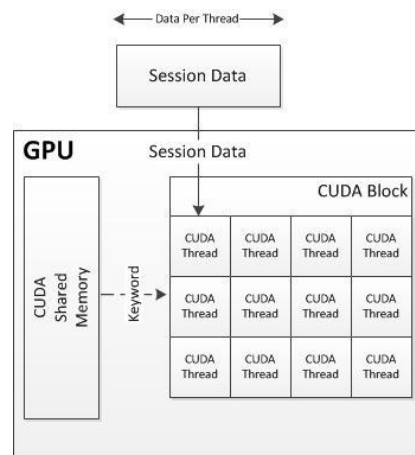 Data Per Thread
Session Data
GPU
Session Data
CUDA Block
CUDA
Shared
Memory
Keyword
CUDA Thread CUDA Thread CUDA Thread CUDA Thread
CUDA Thread CUDA Thread CUDA Thread CUDA Thread
CUDA Thread CUDA Thread CUDA Thread CUDA Thread